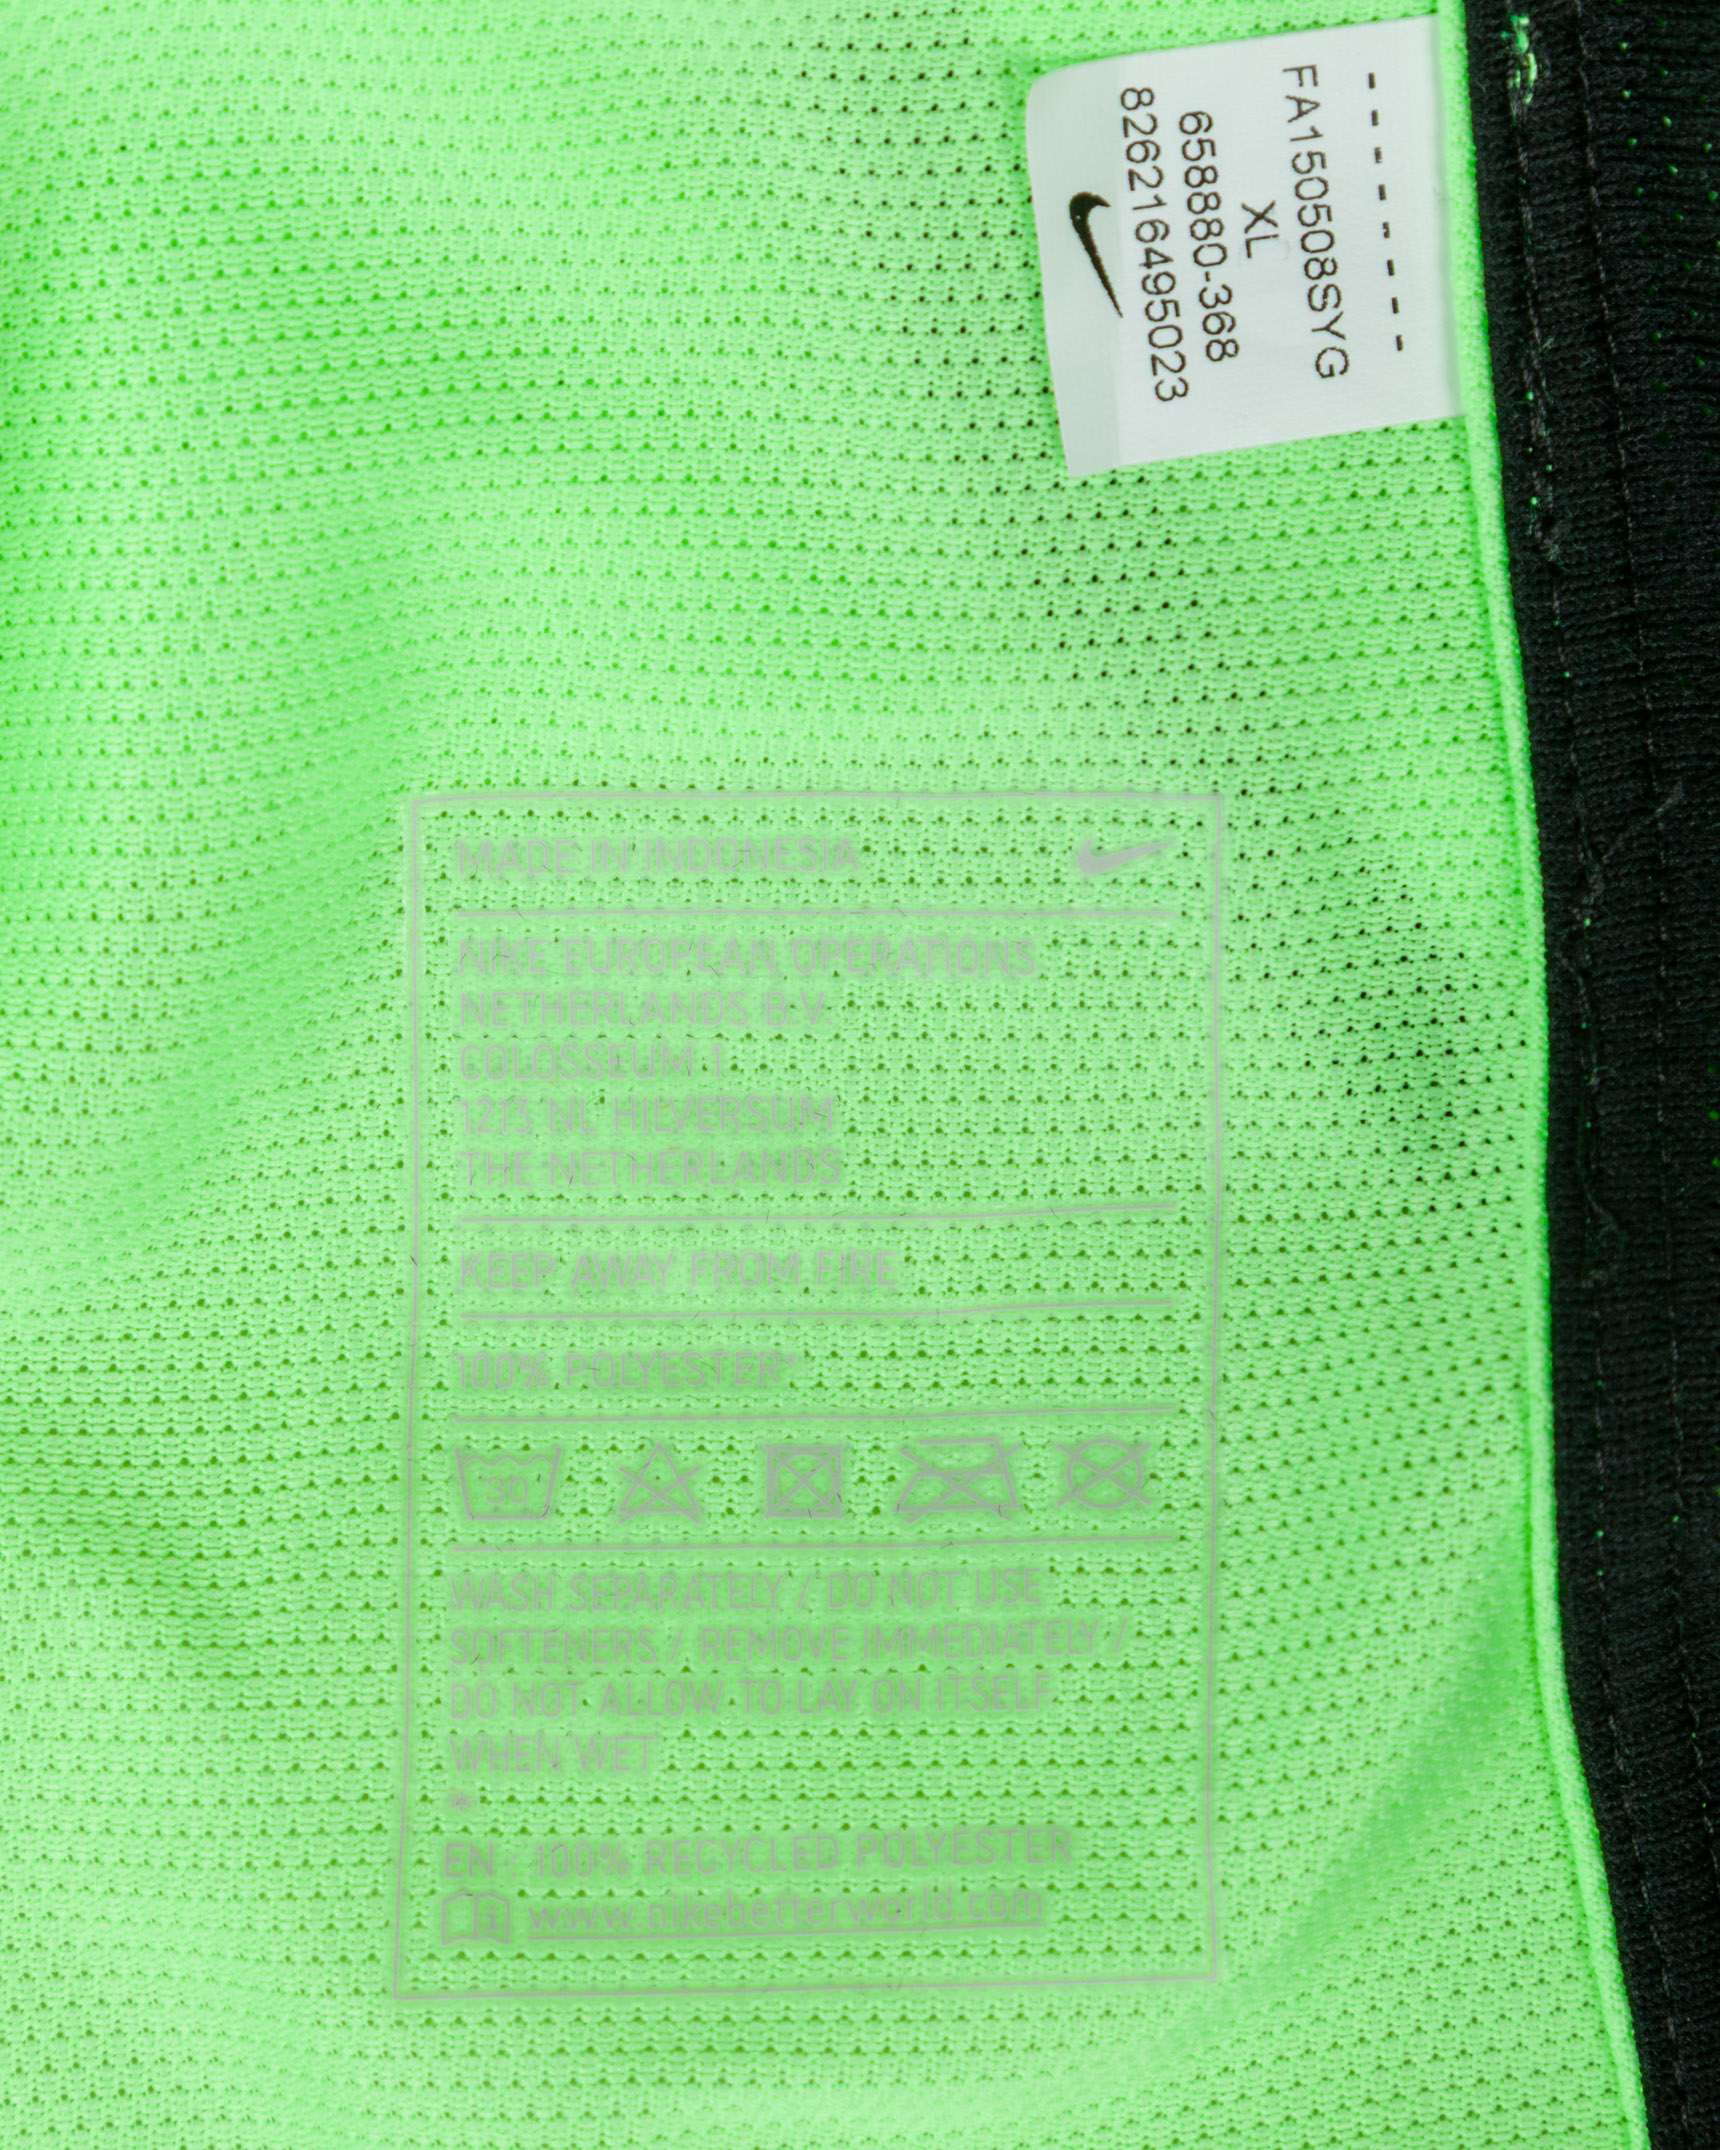 - - - - - - - -
FA150508SYG
XL
658880-368
826216495023
MADE IN INDONESIA
NIKE EUROPEAN OPERATIONS
NETHERLANDS B.V.
COLOSSEUM 1
1213 NL HILVERSUM
THE NETHERLANDS
KEEP AWAY FROM FIRE
100% POLYESTER*
30
WASH SEPARATELY / DO NOT USE
SOFTENERS / REMOVE IMMEDIATELY /
DO NOT ALLOW TO LAY ON ITSELF
WHEN WET
*
EN : 100% RECYCLED POLYESTER
i www.nikebetterworld.com